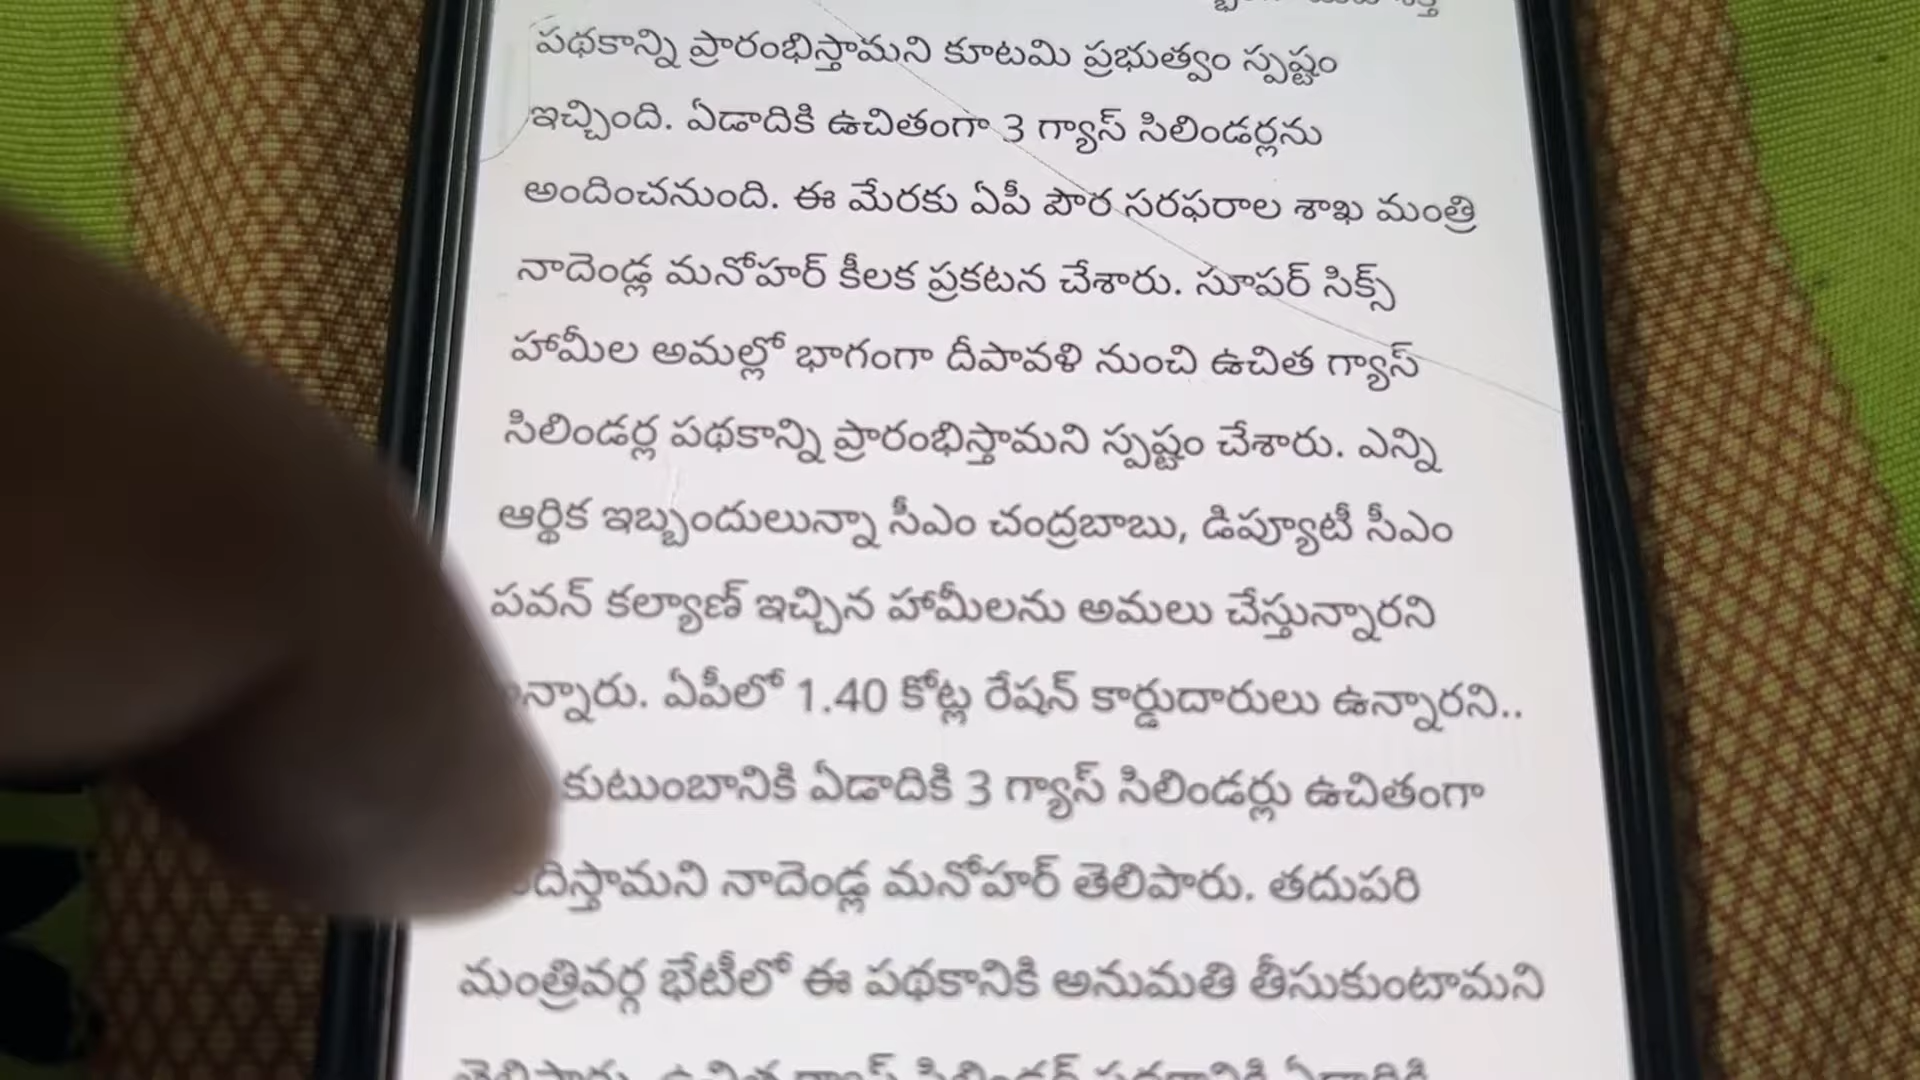 పథకాన్ని ప్రారంభిస్తామని కూటమి ప్రభుత్వం స్పష్టం
ఇచ్చింది. ఏడాదికి ఉచితంగా 3 గ్యాస్ సిలిండర్లను
అందించనుంది. ఈ మేరకు ఏపీ పౌర సరఫరాల శాఖ మంత్రి
నాదెండ్ల మనోహర్ కీలక ప్రకటన చేశారు. సూపర్ సిక్స్
హామీల అమల్లో భాగంగా దీపావళి నుంచి ఉచిత గ్యాస్
సిలిండర్ల పథకాన్ని ప్రారంభిస్తామని స్పష్టం చేశారు. ఎన్ని
ఆర్థిక ఇబ్బందులున్నా సీఎం చంద్రబాబు, డిప్యూటీ సీఎం
పవన్ కల్యాణ్ ఇచ్చిన హామీలను అమలు చేస్తున్నారని
ఏపీలో 1.40 కోట్ల రేషన్ కార్డుదారులు ఉన్నారని..
కుటుంబానికి ఏడాదికి 3 గ్యాస్ సిలిండర్లు ఉచితంగా
నాదెండ్ల మనోహర్ తెలిపారు. తదుపరి
మంత్రివర్గ భేటీలో ఈ పథకానికి అనుమతి తీసుకుంటామని